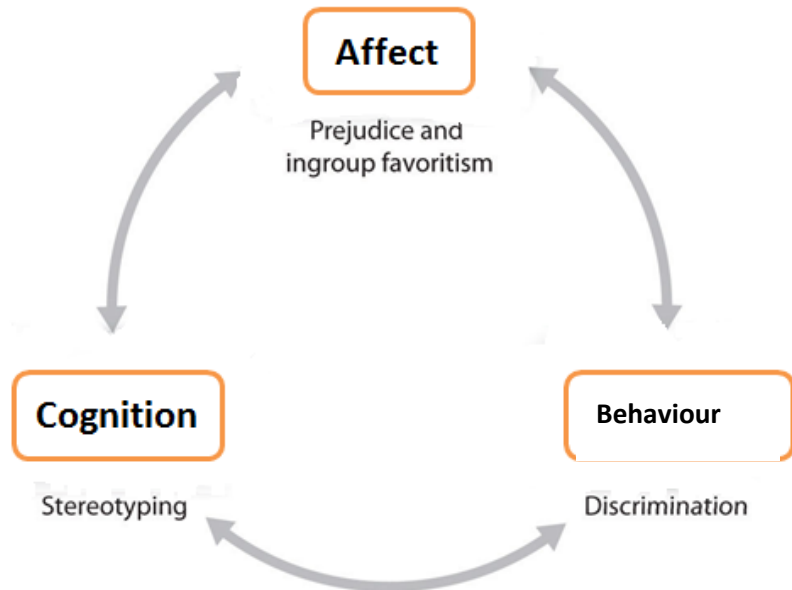 Affect
Prejudice and
ingroup favoritism
Cognition
Behaviour
Stereotyping
Discrimination